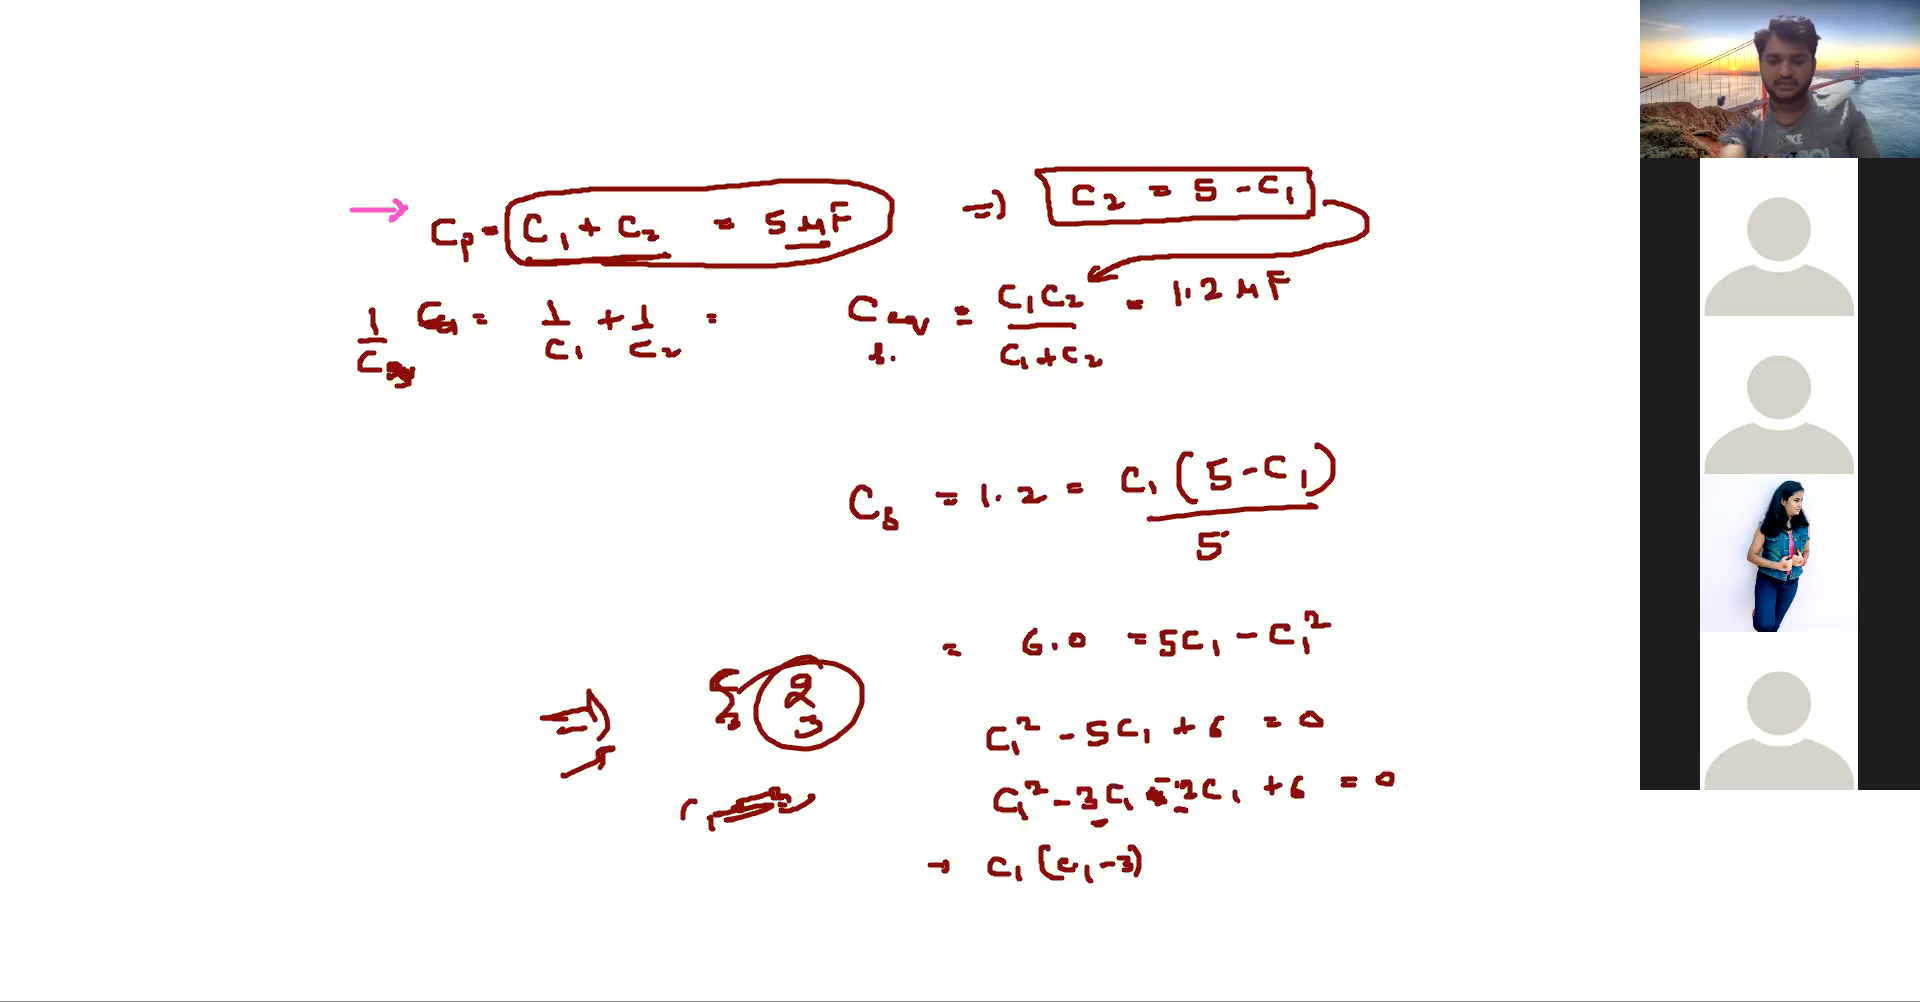 Cp = C₁ + C₂ = 5 μF => C₂ = 5 - C₁
1/C Cₛ = 1/C₁ + 1/C₂ =
C eqv = C₁C₂/C₁+C₂ = 1.2 μF
s.
Cₛ = 1.2 = C₁(5-C₁)/5
= 6.0 = 5C₁ - C₁²
=> 2
3
C₁² - 5C₁ + 6 = 0
C₁² - 3C₁ - 2C₁ + 6 = 0
→ C₁(C₁-3)